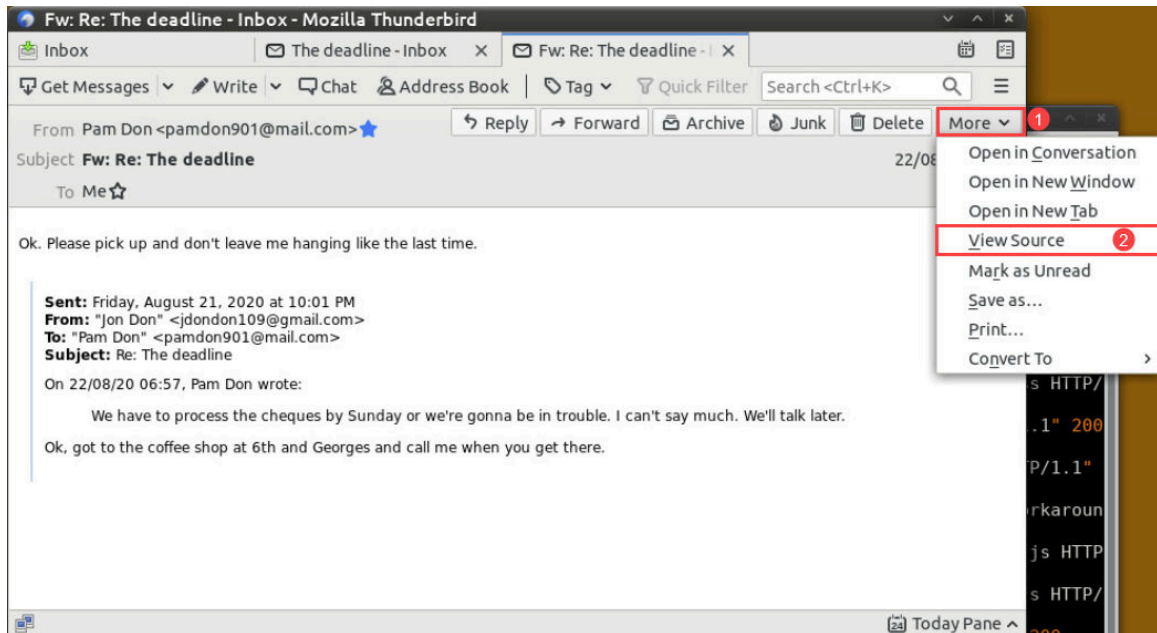 Fw: Re: The deadline - Inbox - Mozilla Thunderbird
Inbox
The deadline - Inbox
Fw: Re: The deadline -
Get Messages
Write
Chat
Address Book
Tag
Quick Filter
Search <Ctrl+K>
From Pam Don <pamdon901@mail.com>
Reply
Forward
Archive
Junk
Delete
More
1
Subject Fw: Re: The deadline
22/08
To Me
Open in Conversation
Open in New Window
Open in New Tab
View Source 2
Mark as Unread
Save as...
Print...
Convert To
Ok. Please pick up and don't leave me hanging like the last time.
Sent: Friday, August 21, 2020 at 10:01 PM
From: "Jon Don" <jdondon109@gmail.com>
To: "Pam Don" <pamdon901@mail.com>
Subject: Re: The deadline
On 22/08/20 06:57, Pam Don wrote:
We have to process the cheques by Sunday or we're gonna be in trouble. I can't say much. We'll talk later.
Ok, got to the coffee shop at 6th and Georges and call me when you get there.
s HTTP/
.1" 200
P/1.1"
rkaroun
js HTTP
s HTTP/
24 Today Pane